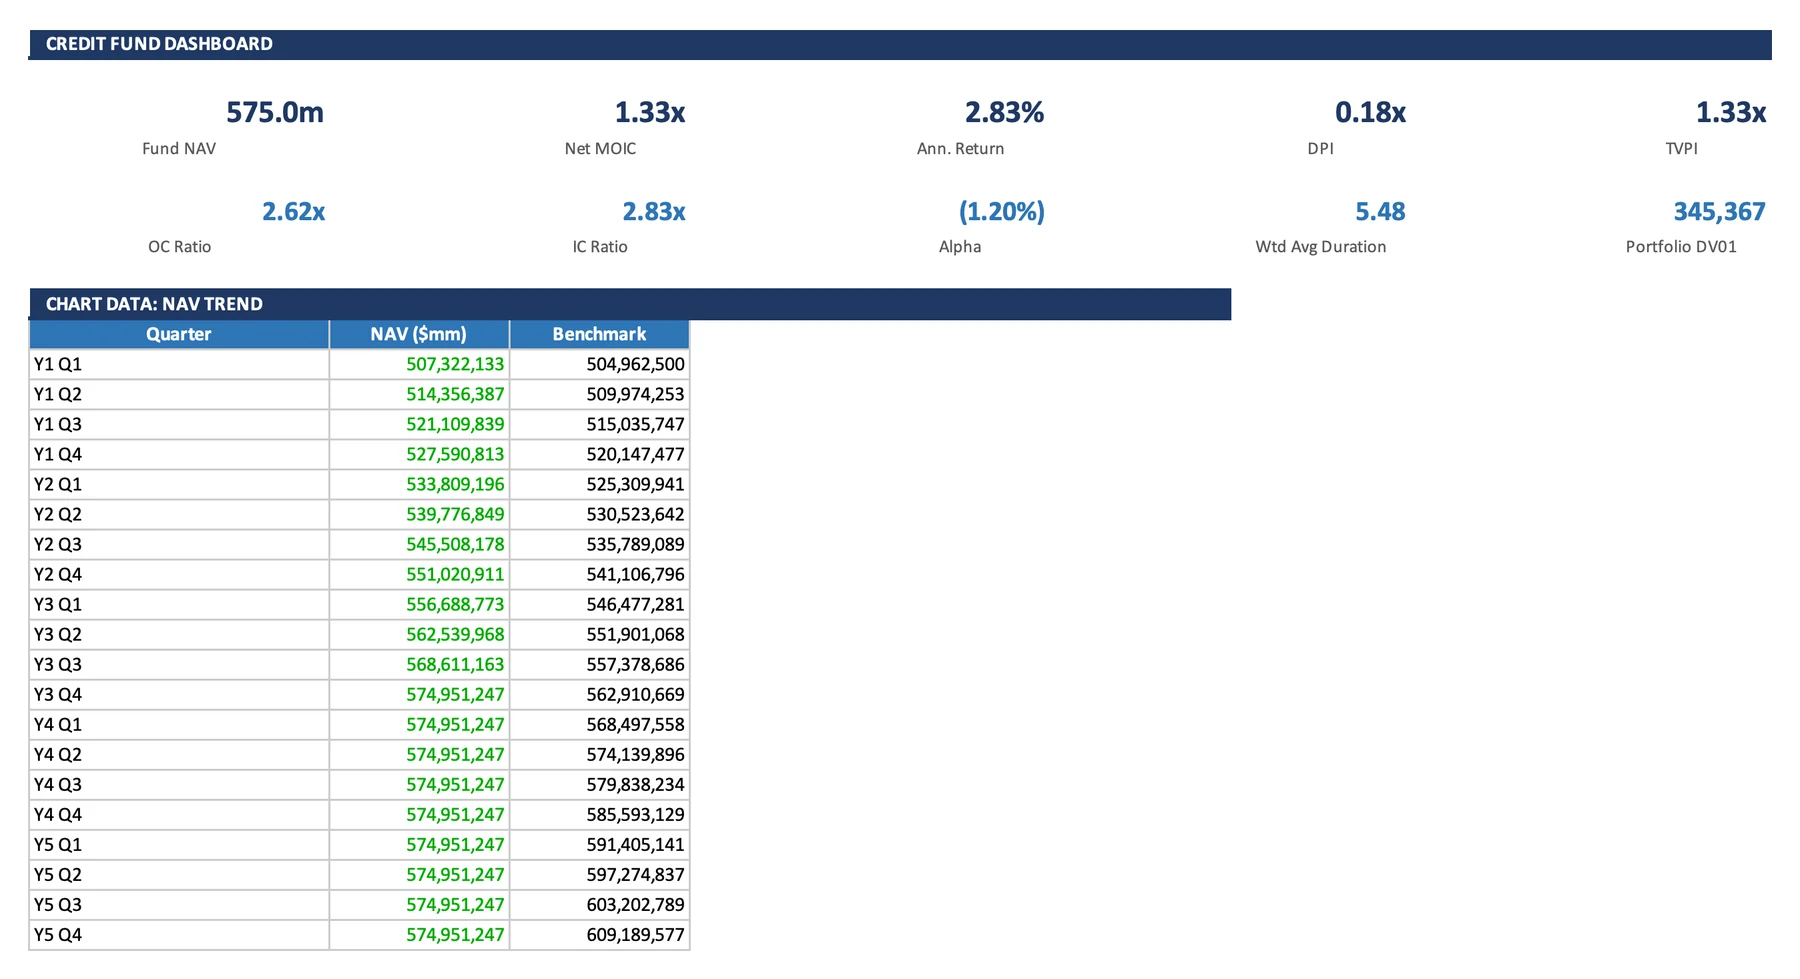 CREDIT FUND DASHBOARD
575.0m 1.33x 2.83% 0.18x 1.33x
Fund NAV Net MOIC Ann. Return DPI TVPI
2.62x 2.83x (1.20%) 5.48 345,367
OC Ratio IC Ratio Alpha Wtd Avg Duration Portfolio DV01
CHART DATA: NAV TREND
Quarter NAV ($mm) Benchmark
Y1 Q1 507,322,133 504,962,500
Y1 Q2 514,356,387 509,974,253
Y1 Q3 521,109,839 515,035,747
Y1 Q4 527,590,813 520,147,477
Y2 Q1 533,809,196 525,309,941
Y2 Q2 539,776,849 530,523,642
Y2 Q3 545,508,178 535,789,089
Y2 Q4 551,020,911 541,106,796
Y3 Q1 556,688,773 546,477,281
Y3 Q2 562,539,968 551,901,068
Y3 Q3 568,611,163 557,378,686
Y3 Q4 574,951,247 562,910,669
Y4 Q1 574,951,247 568,497,558
Y4 Q2 574,951,247 574,139,896
Y4 Q3 574,951,247 579,838,234
Y4 Q4 574,951,247 585,593,129
Y5 Q1 574,951,247 591,405,141
Y5 Q2 574,951,247 597,274,837
Y5 Q3 574,951,247 603,202,789
Y5 Q4 574,951,247 609,189,577